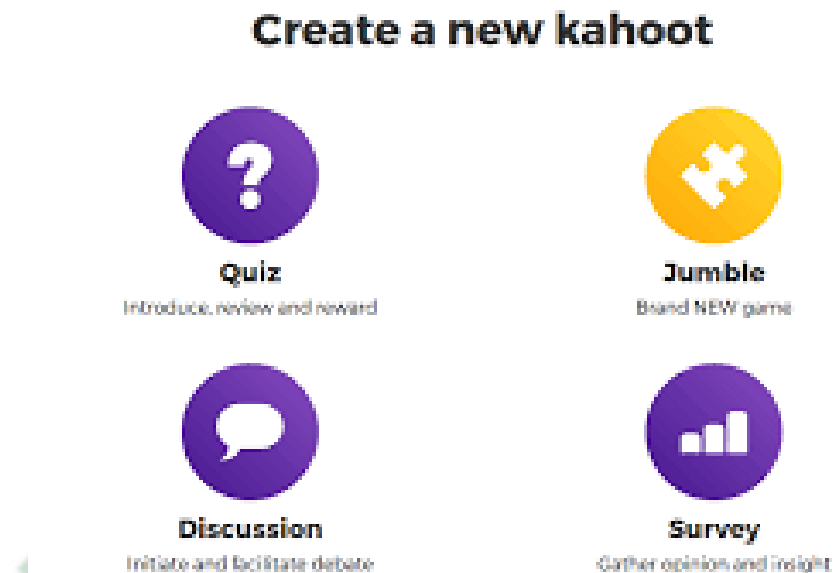 Create a new kahoot
Quiz
Introduce, review and reward
Jumble
Brand NEW game
Discussion
Initiate and facilitate debate
Survey
Gather opinion and insight